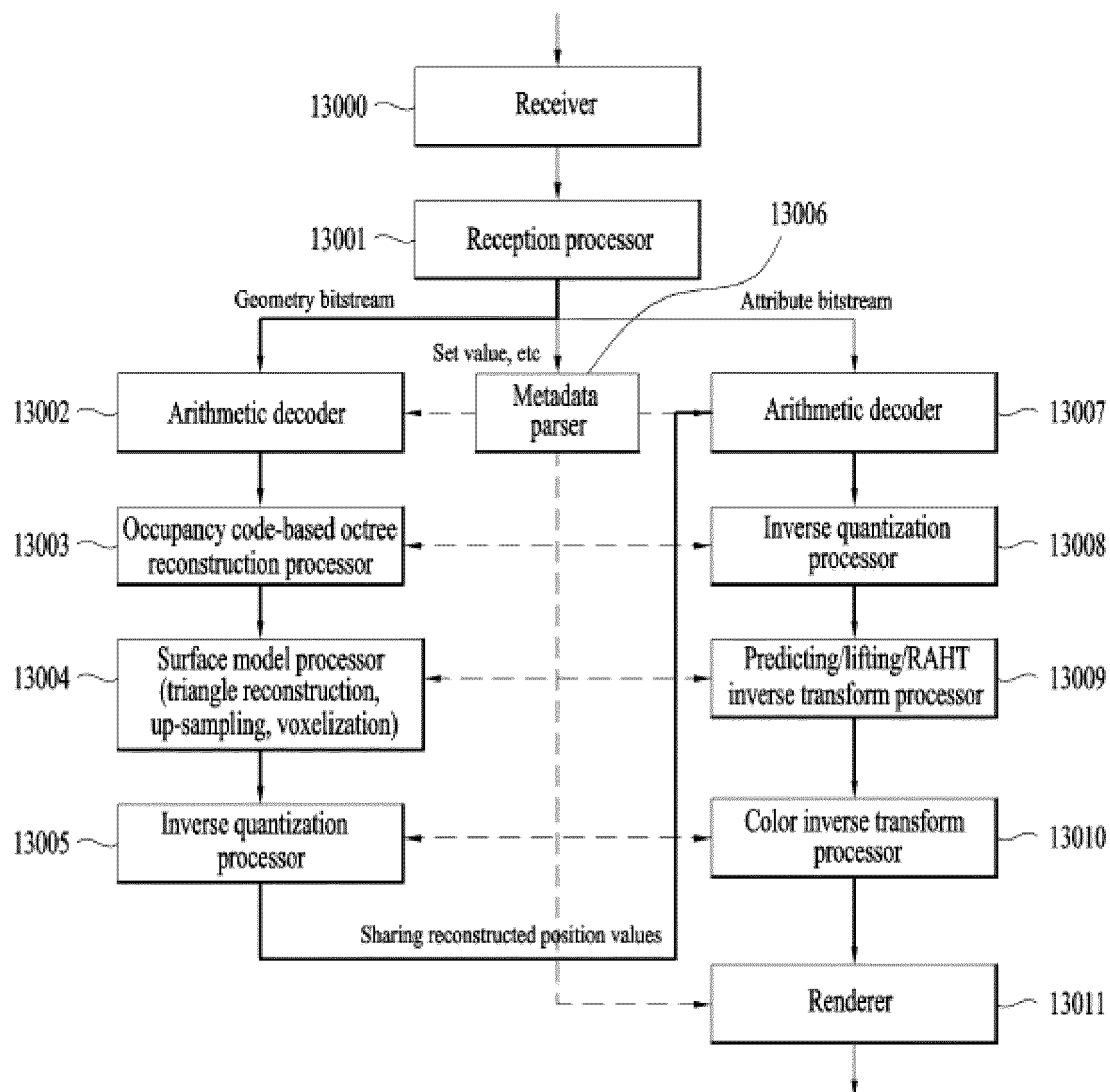 13000
Receiver
13001
Reception processor
13006
Geometry bitstream
Attribute bitstream
Set value, etc
13002
Arithmetic decoder
Metadata
parser
Arithmetic decoder
13007
13003
Occupancy code-based octree
reconstruction processor
Inverse quantization
processor
13008
13004
Surface model processor
(triangle reconstruction,
up-sampling, voxelization)
Predicting/lifting/RAHT
inverse transform processor
13009
13005
Inverse quantization
processor
Color inverse transform
processor
13010
Sharing reconstructed position values
Renderer
13011